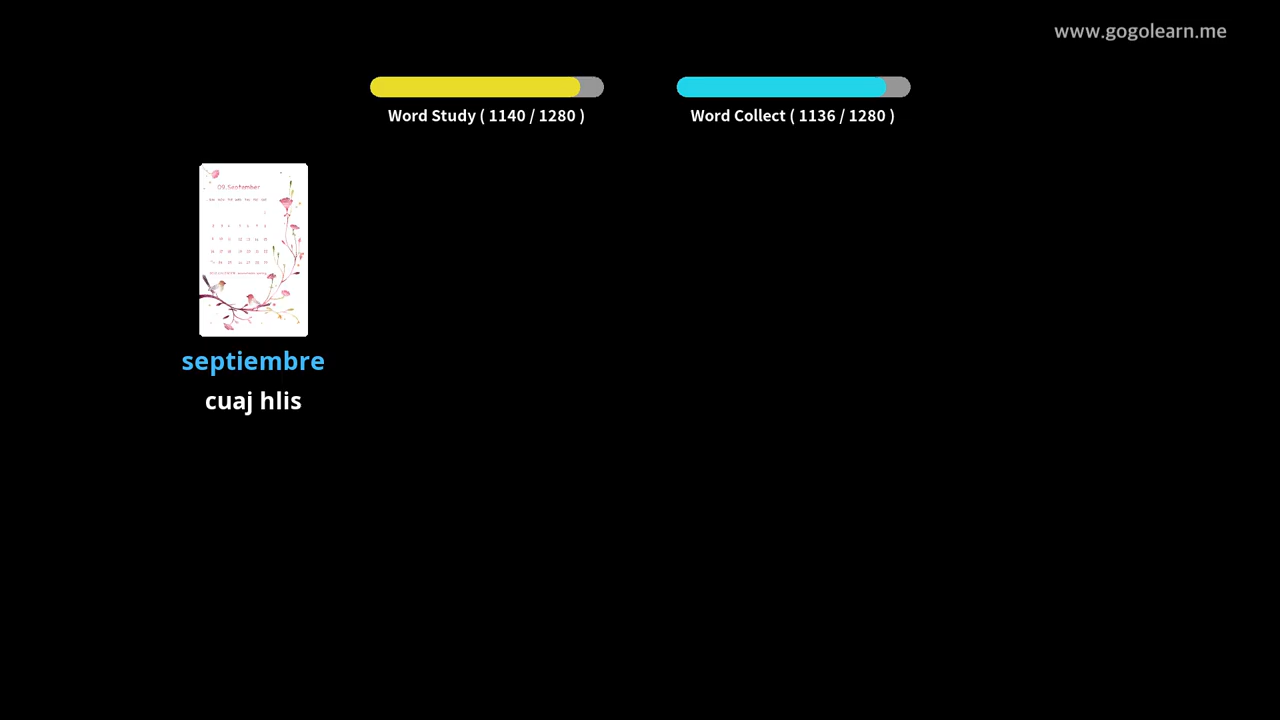 www.gogolearn.me
Word Study ( 1140 / 1280 )
Word Collect ( 1136 / 1280 )
09.September
septiembre
cuaj hlis